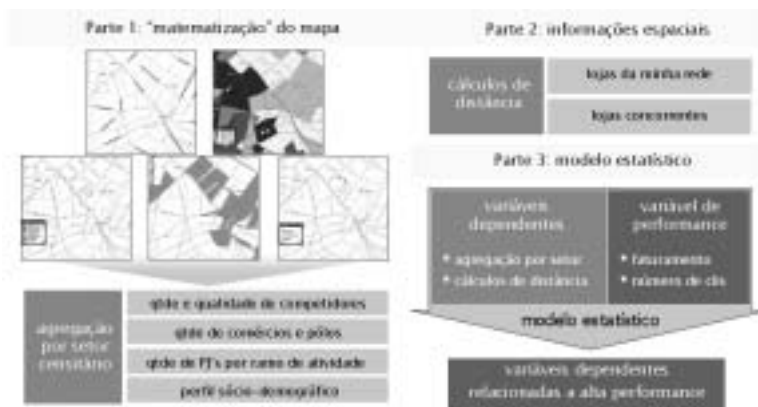 Parte 1: "matematização" do mapa
agregação
por setor
censitário
qtde e qualidade de competidores
qtde de comércios e pólos
qtde de PJ's por ramo de atividade
perfil sócio-demográfico
Parte 2: informações espaciais
cálculos de
distância
lojas da minha rede
lojas concorrentes
Parte 3: modelo estatístico
variáveis
dependentes
• agregação por setor
• cálculos de distância
variável de
performance
• faturamento
• número de clis
modelo estatístico
variáveis dependentes
relacionadas a alta performance